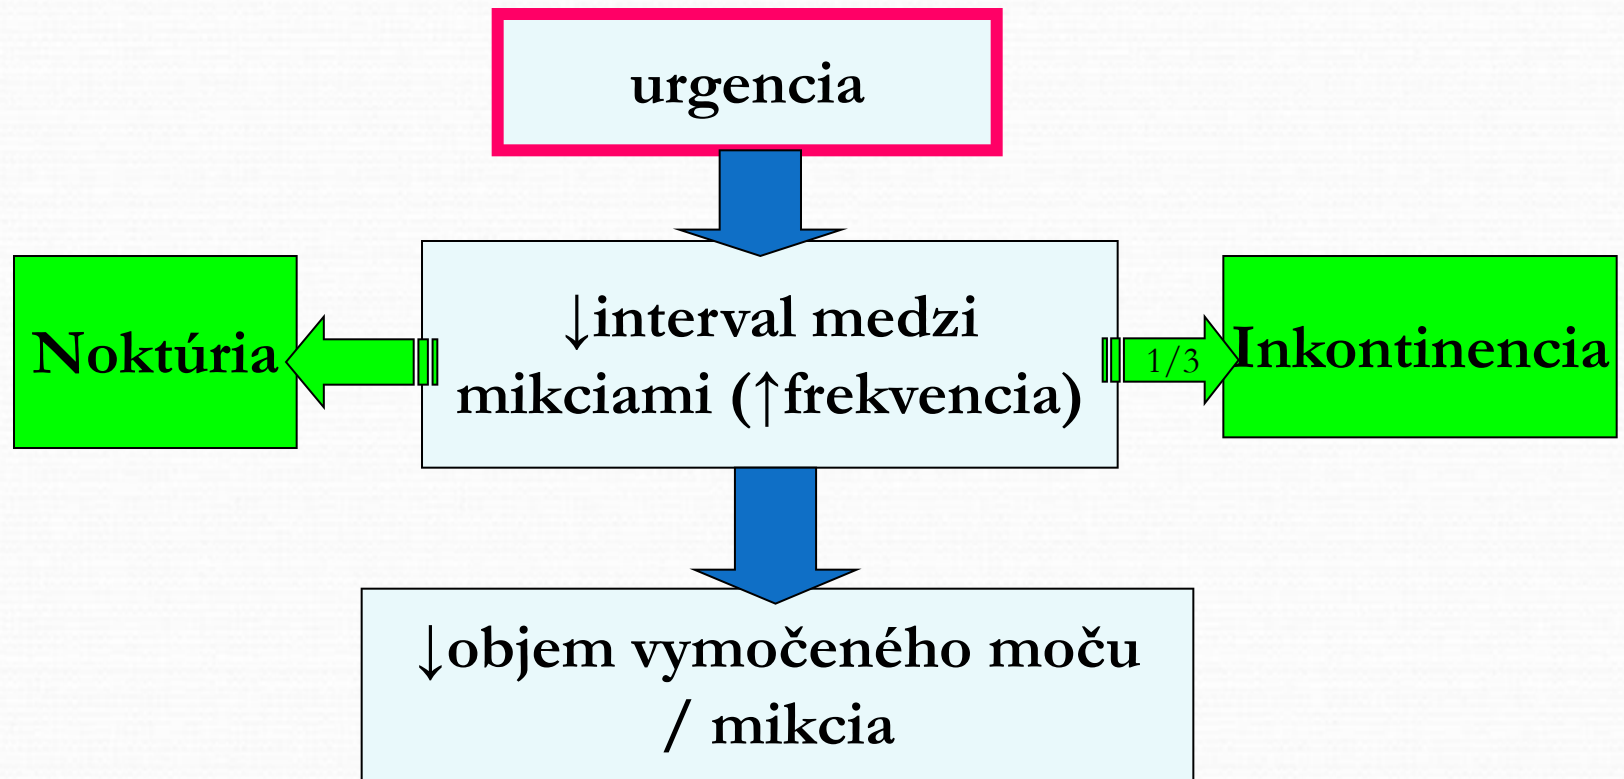 urgencia
Noktúria
↓interval medzi
mikciami (↑frekvencia)
1/3
Inkontinencia
↓objem vymočeného moču
/ mikcia